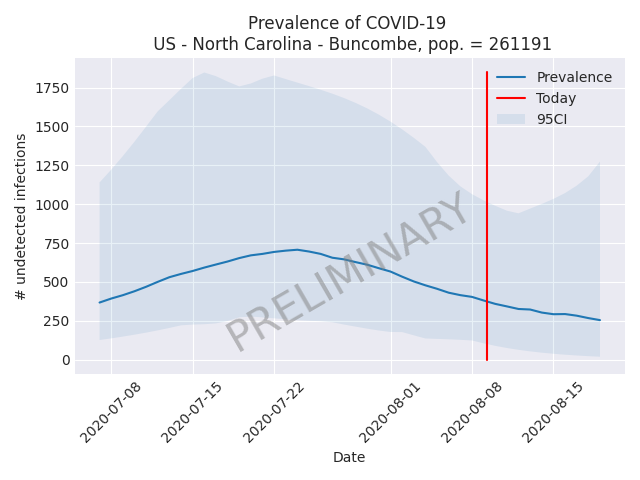 Prevalence of COVID-19
US - North Carolina - Buncombe, pop. = 261191
Prevalence
Today
95CI
# undetected infections
1750
1500
1250
1000
750
500
250
0
PRELIMINARY
2020-07-08
2020-07-15
2020-07-22
2020-08-01
2020-08-08
2020-08-15
Date